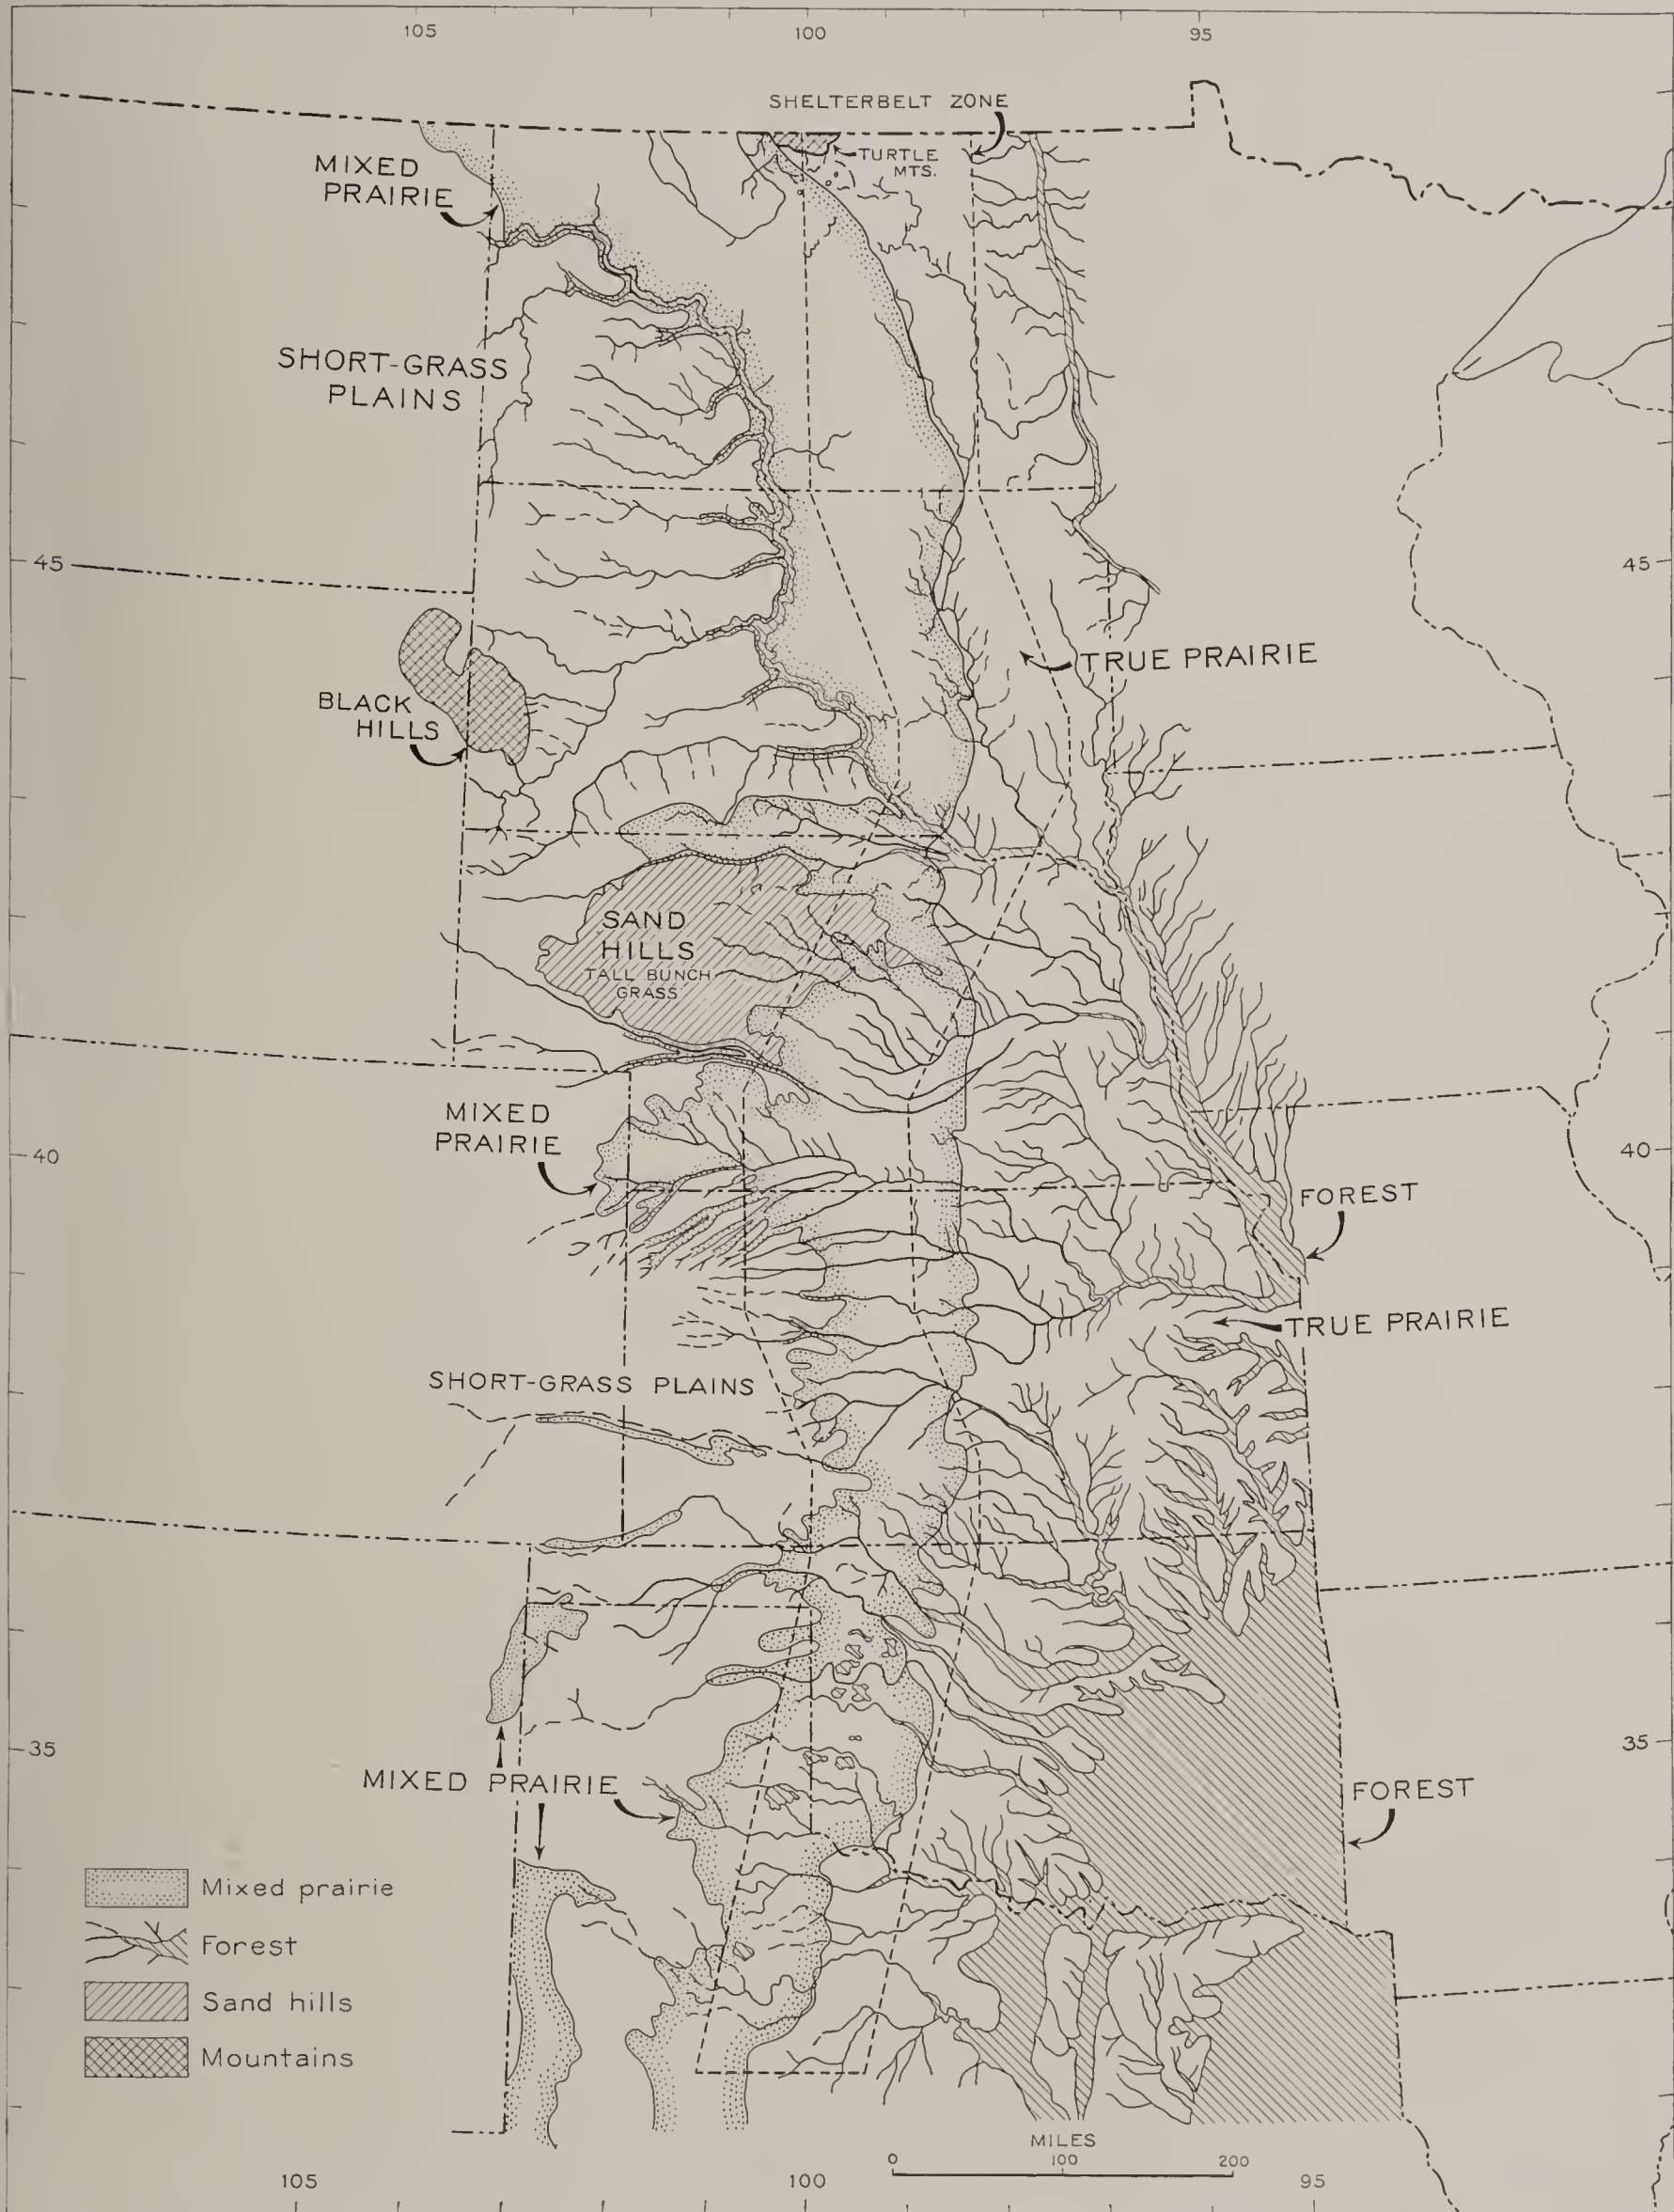 105
100
95
SHELTERBELT ZONE
TURTLE
MTS.
MIXED
PRAIRIE
SHORT-GRASS
PLAINS
45
45
TRUE PRAIRIE
BLACK
HILLS
SAND
HILLS
TALL BUNCH
GRASS
MIXED
PRAIRIE
40
40
FOREST
TRUE PRAIRIE
SHORT-GRASS PLAINS
35
35
MIXED PRAIRIE
FOREST
Mixed prairie
Forest
Sand hills
Mountains
MILES
0
100
200
105
100
95